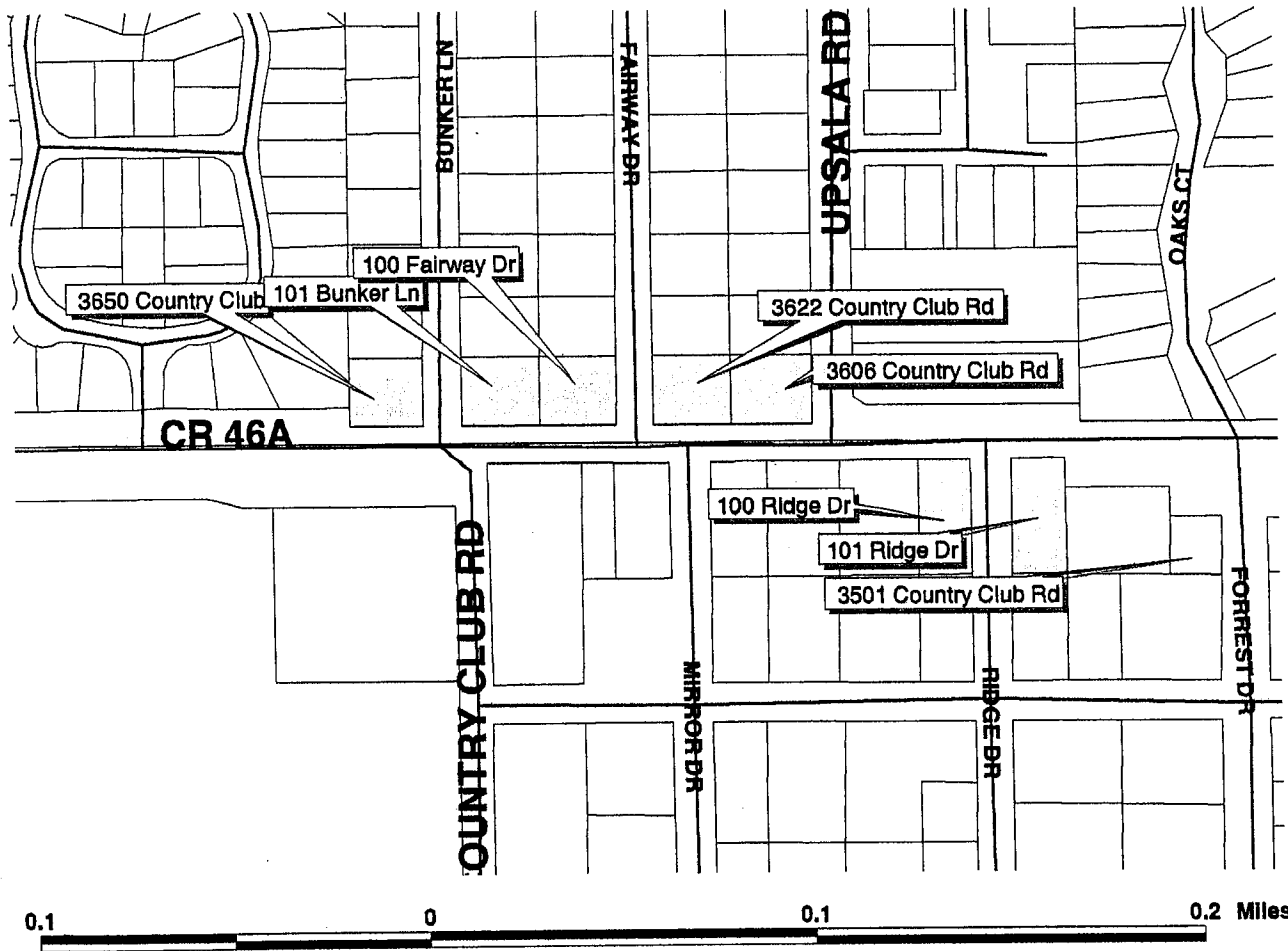 BUNKER LN
FAIRWAY DR
UPSALA RD
OAKS CT
100 Fairway Dr
3650 Country Club
101 Bunker Ln
3622 Country Club Rd
3606 Country Club Rd
CR 46A
100 Ridge Dr
101 Ridge Dr
3501 Country Club Rd
OUNTRY CLUB RD
MIRROR DR
RIDGE DR
FORREST DR
0.1 0 0.1 0.2 Miles